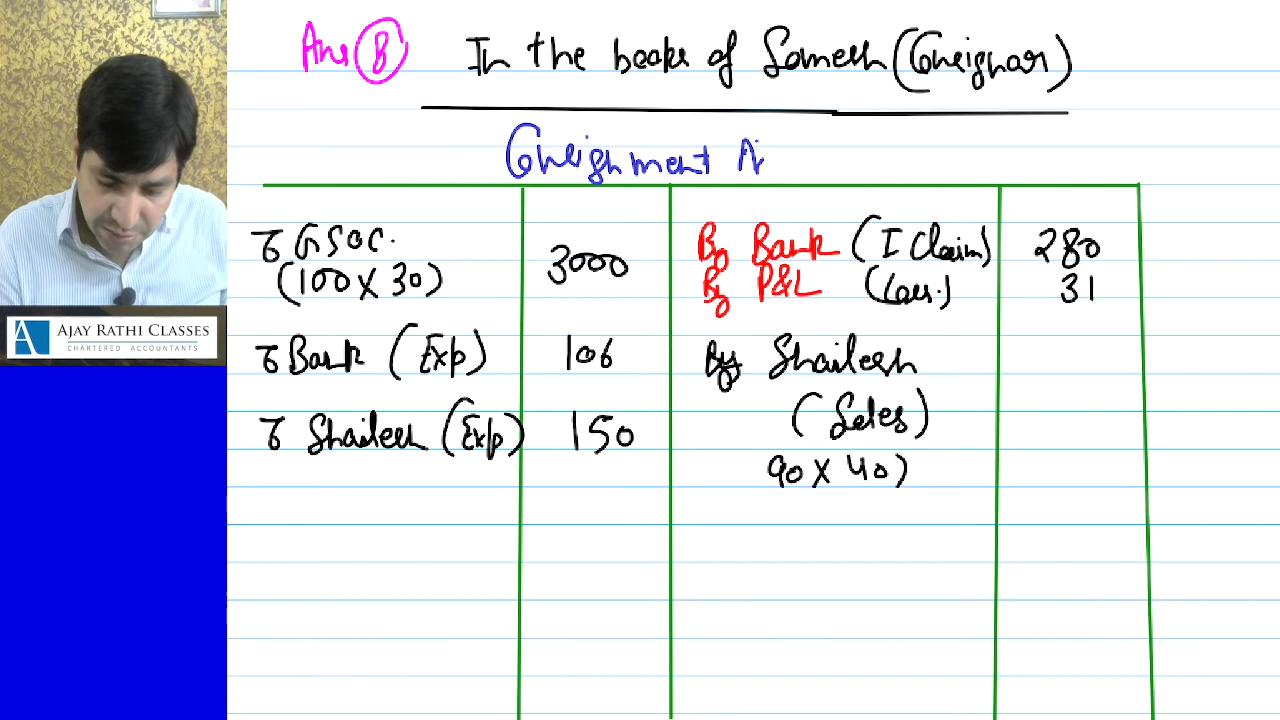 Ans (B) In the books of Somesh (Consignor)
Consignment A
To GSOC. 3000 By Bank (I Claim) 280
(100 X 30) By P&L 31
To Bank (Exp) 106 By Shailesh
(Sales)
To Shailesh (Exp) 150
90 X 40)
AJAY RATHI CLASSES
CHARTERED ACCOUNTANTS